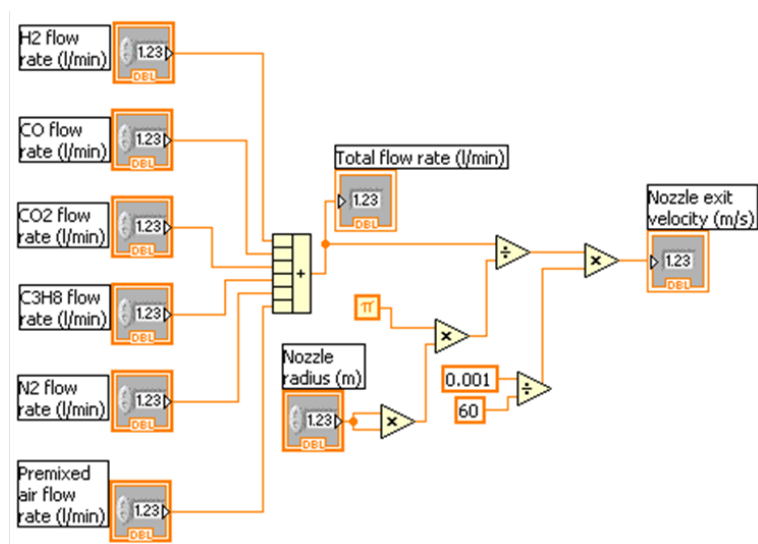 H2 flow
rate (l/min)
1.23
DBL
CO flow
rate (l/min)
1.23
DBL
Total flow rate (l/min)
1.23
DBL
CO2 flow
rate (l/min)
1.23
DBL
Nozzle exit
velocity (m/s)
1.23
DBL
+
÷
×
C3H8 flow
rate (l/min)
1.23
DBL
π
×
Nozzle
radius (m)
1.23
DBL
×
0.001
60
÷
N2 flow
rate (l/min)
1.23
DBL
Premixed
air flow
rate (l/min)
1.23
DBL